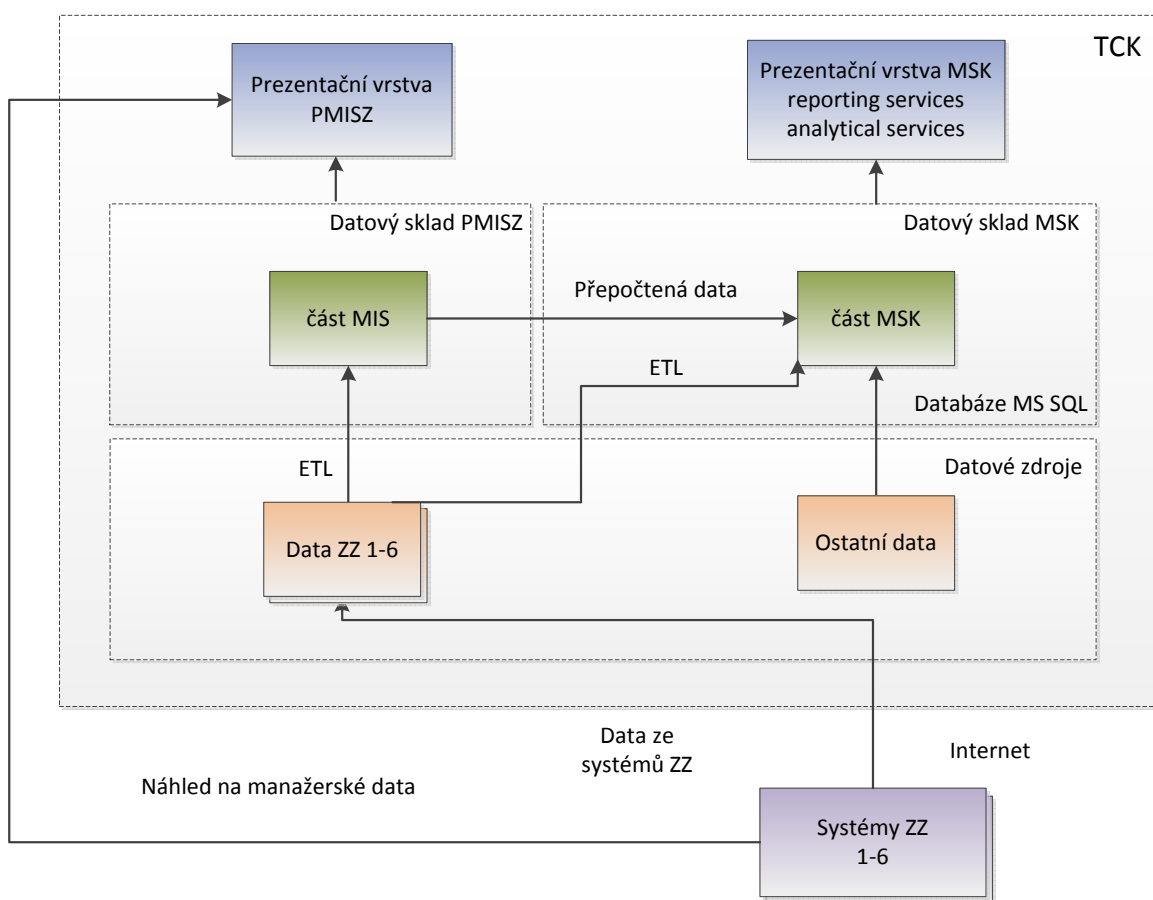 TCK
Prezentační vrstva
PMISZ
Prezentační vrstva MSK
reporting services
analytical services
Datový sklad PMISZ
Datový sklad MSK
část MIS
Přepočtená data
část MSK
ETL
Databáze MS SQL
ETL
Datové zdroje
Data ZZ 1-6
Ostatní data
Data ze
systémů ZZ
Internet
Náhled na manažerské data
Systémy ZZ
1-6